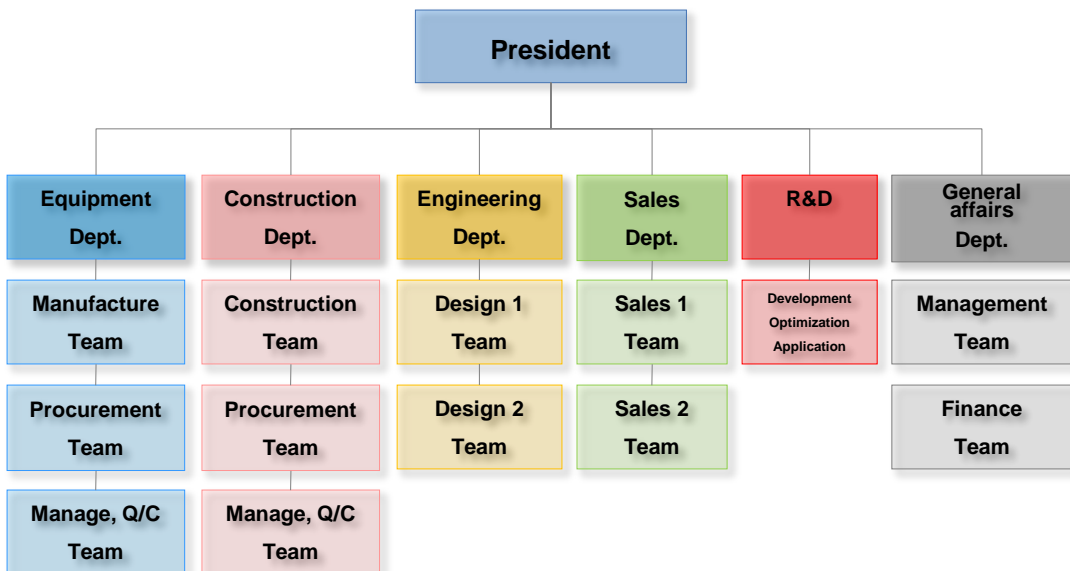 President
Equipment
Dept.
Construction
Dept.
Engineering
Dept.
Sales
Dept.
R&D
General
affairs
Dept.
Manufacture
Team
Construction
Team
Design 1
Team
Sales 1
Team
Development
Optimization
Application
Management
Team
Procurement
Team
Procurement
Team
Design 2
Team
Sales 2
Team
Finance
Team
Manage, Q/C
Team
Manage, Q/C
Team